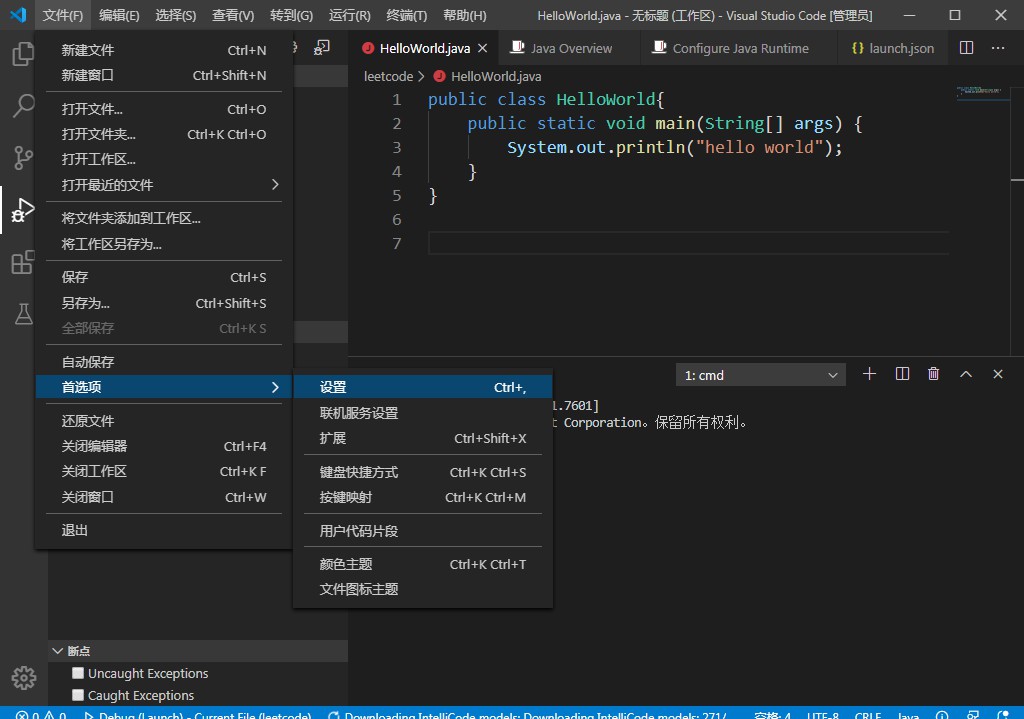 文件(F) 编辑(E) 选择(S) 查看(V) 转到(G) 运行(R) 终端(T) 帮助(H) HelloWorld.java - 无标题 (工作区) - Visual Studio Code [管理员]
新建文件 Ctrl+N
新建窗口 Ctrl+Shift+N
打开文件... Ctrl+O
打开文件夹... Ctrl+K Ctrl+O
打开工作区...
打开最近的文件
将文件夹添加到工作区...
将工作区另存为...
保存 Ctrl+S
另存为... Ctrl+Shift+S
全部保存 Ctrl+K S
自动保存
首选项
还原文件
关闭编辑器 Ctrl+F4
关闭工作区 Ctrl+K F
关闭窗口 Ctrl+W
退出
设置 Ctrl+,
联机服务设置
扩展 Ctrl+Shift+X
键盘快捷方式 Ctrl+K Ctrl+S
按键映射 Ctrl+K Ctrl+M
用户代码片段
颜色主题 Ctrl+K Ctrl+T
文件图标主题
HelloWorld.java Java Overview Configure Java Runtime {} launch.json
leetcode > HelloWorld.java
1 public class HelloWorld{
2 public static void main(String[] args) {
3 System.out.println("hello world");
4 }
5 }
6
7
1: cmd
1.7601]
t Corporation。保留所有权利。
断点
Uncaught Exceptions
Caught Exceptions
0 0 Debug (Launch) - Current File (leetcode) Downloading IntelliCode models: Downloading IntelliCode models: 271/ 空格: 4 UTF-8 CRLF Java